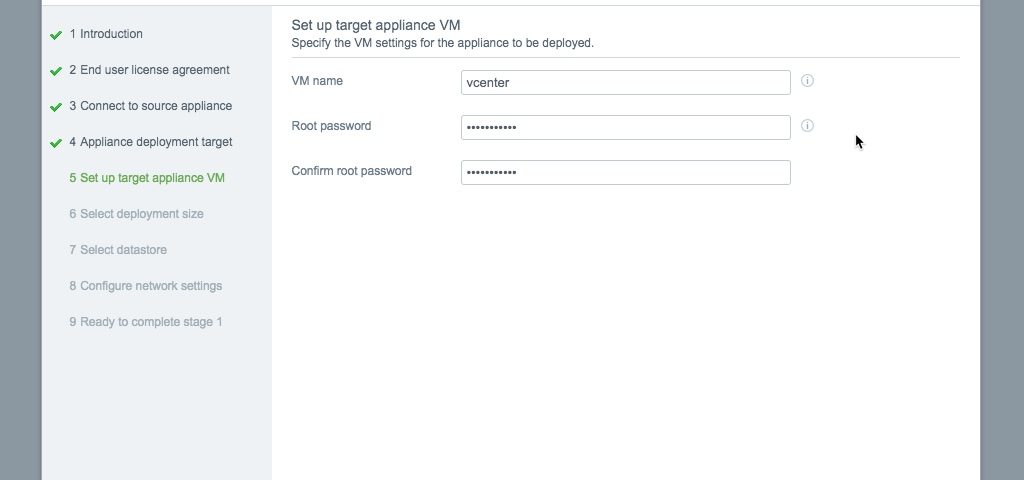 1 Introduction
2 End user license agreement
3 Connect to source appliance
4 Appliance deployment target
5 Set up target appliance VM
6 Select deployment size
7 Select datastore
8 Configure network settings
9 Ready to complete stage 1
Set up target appliance VM
Specify the VM settings for the appliance to be deployed.
VM name
vcenter
Root password
•••••••••••
Confirm root password
•••••••••••